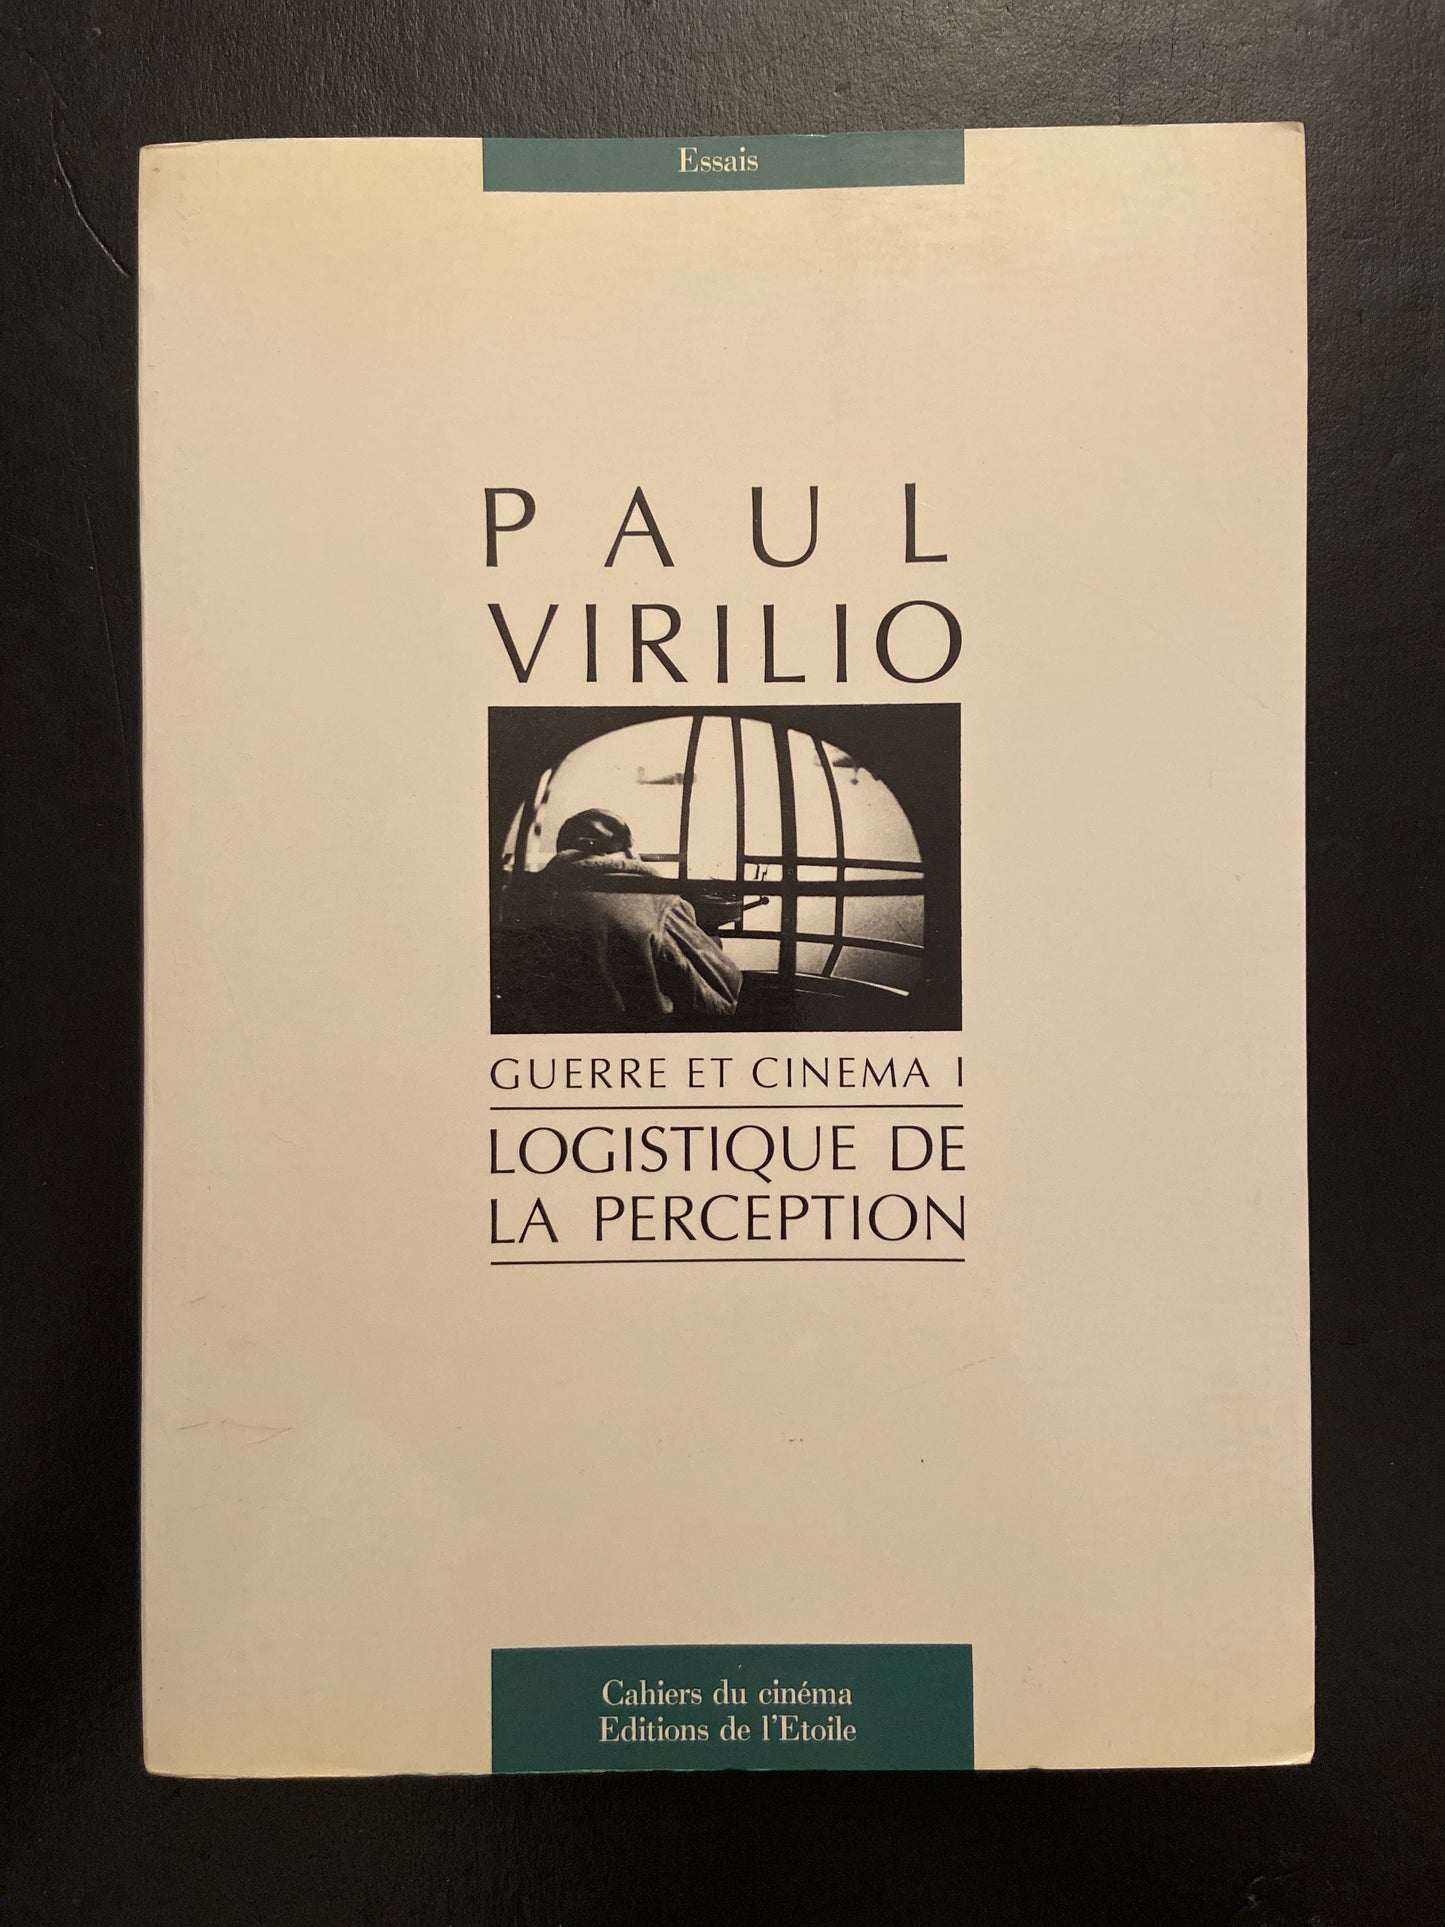 Essais
PAUL
VIRILIO
GUERRE ET CINEMA I
LOGISTIQUE DE
LA PERCEPTION
Cahiers du cinéma
Editions de l'Etoile